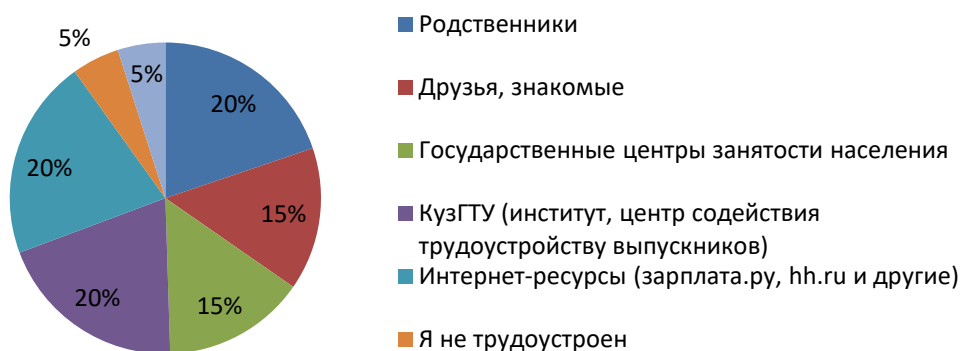 5%
5%
20%
20%
15%
20%
15%
Родственники
Друзья, знакомые
Государственные центры занятости населения
КузГТУ (институт, центр содействия
трудоустройству выпускников)
Интернет-ресурсы (зарплата.ру, hh.ru и другие)
Я не трудоустроен